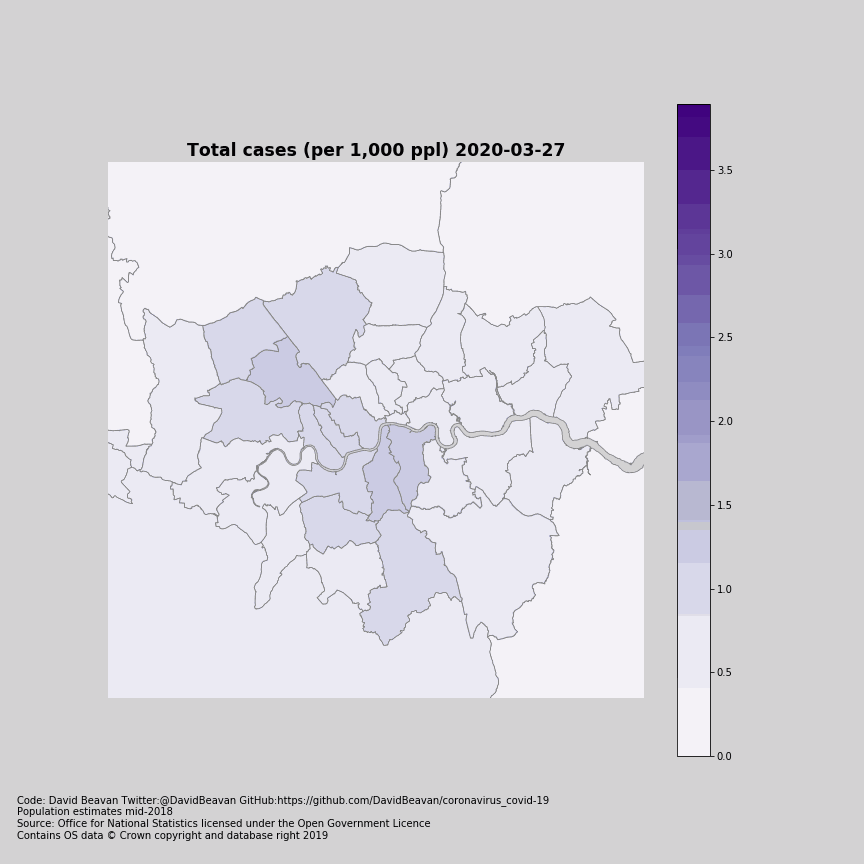 Total cases (per 1,000 ppl) 2020-03-27
3.5
3.0
2.5
2.0
1.5
1.0
0.5
0.0
Code: David Beavan Twitter:@DavidBeavan GitHub:https://github.com/DavidBeavan/coronavirus_covid-19
Population estimates mid-2018
Source: Office for National Statistics licensed under the Open Government Licence
Contains OS data © Crown copyright and database right 2019